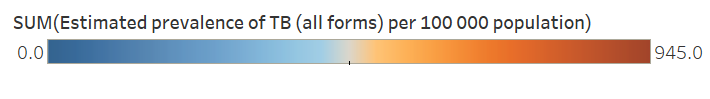 SUM(Estimated prevalence of TB (all forms) per 100 000 population)
0.0 945.0